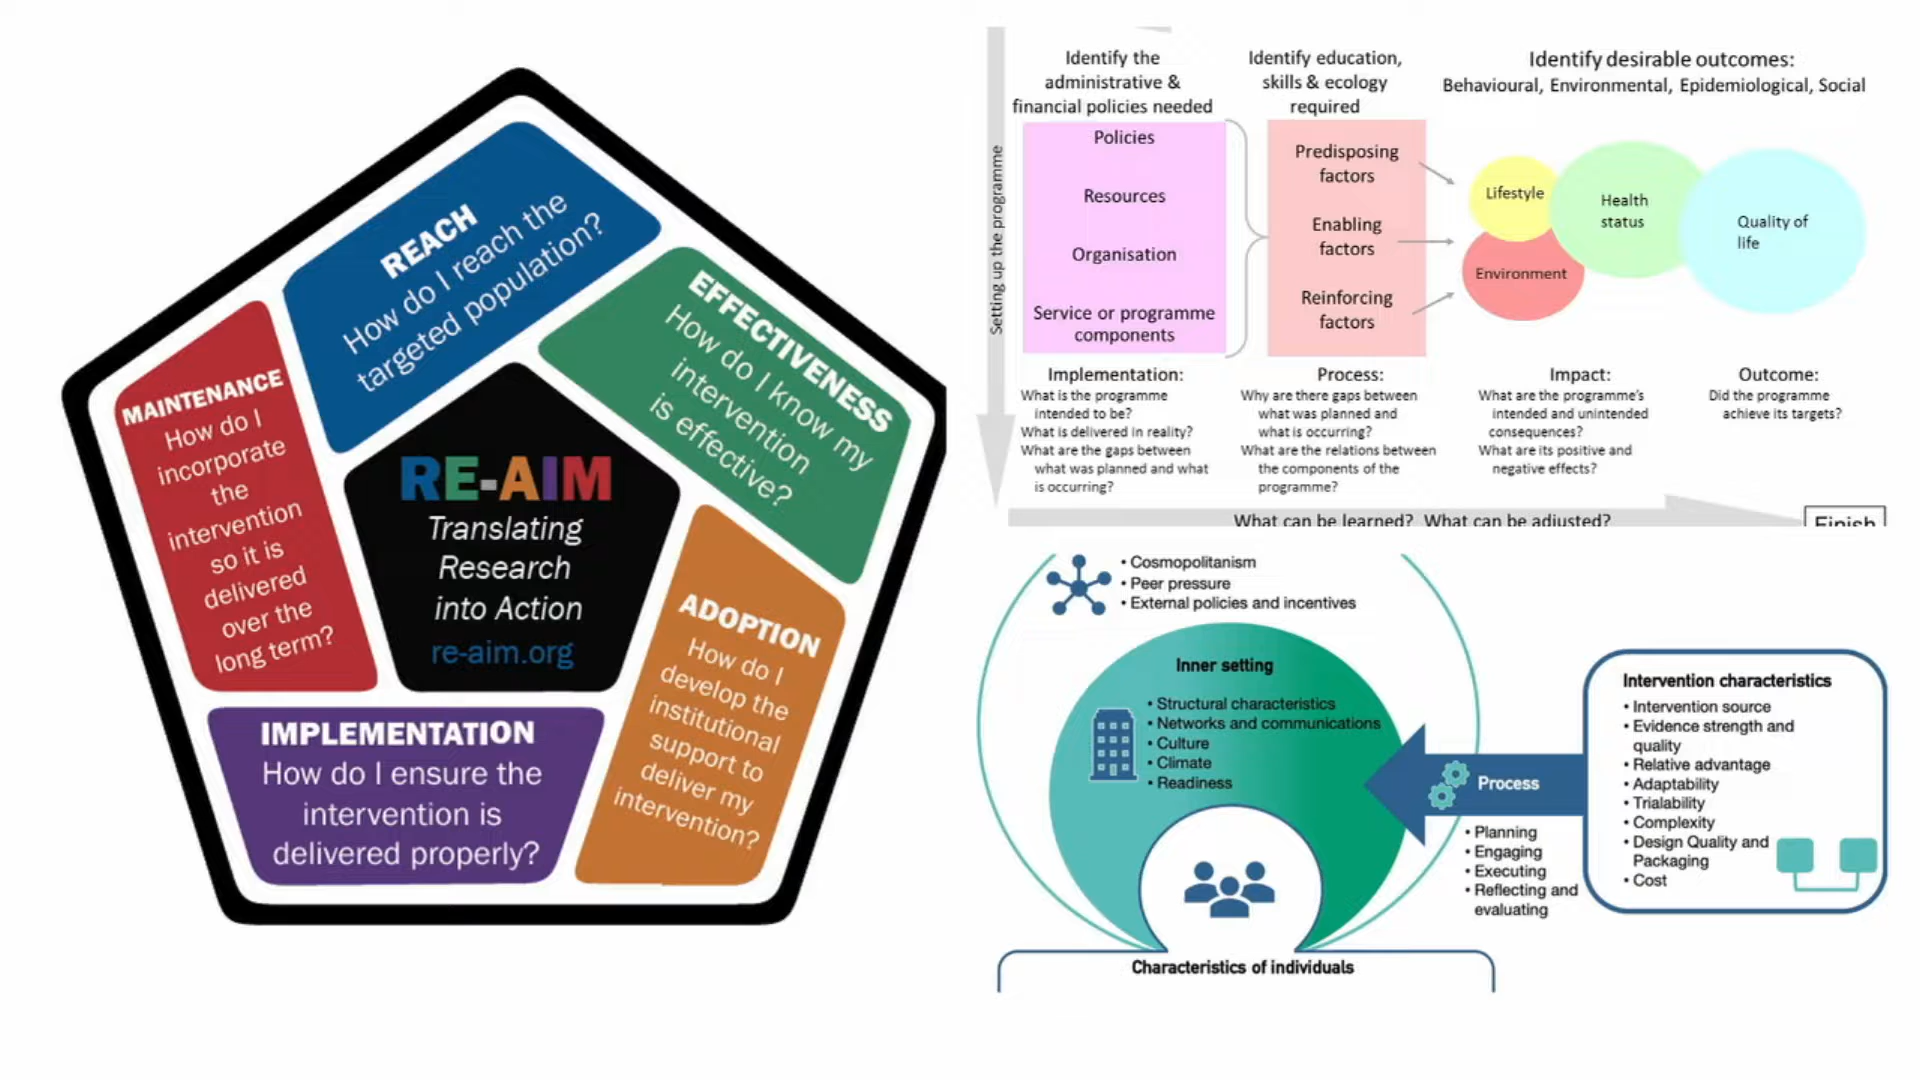 REACH
How do I reach the
targeted population?
EFFECTIVENESS
How do I know my
intervention
is effective?
MAINTENANCE
How do I
incorporate
the
intervention
so it is
delivered
over the
long term?
RE-AIM
Translating
Research
into Action
re-aim.org
ADOPTION
How do I
develop the
institutional
support to
deliver my
intervention?
IMPLEMENTATION
How do I ensure the
intervention is
delivered properly?
Setting up the programme
Identify the
administrative &
financial policies needed
Policies
Resources
Organisation
Service or programme
components
Identify education,
skills & ecology
required
Predisposing
factors
Enabling
factors
Reinforcing
factors
Identify desirable outcomes:
Behavioural, Environmental, Epidemiological, Social
Lifestyle
Environment
Health
status
Quality of
life
Implementation:
What is the programme
intended to be?
What is delivered in reality?
What are the gaps between
what was planned and what
is occurring?
Process:
Why are there gaps between
what was planned and
what is occurring?
What are the relations between
the components of the
programme?
Impact:
What are the programme's
intended and unintended
consequences?
What are its positive and
negative effects?
Outcome:
Did the programme
achieve its targets?
What can be learned? What can be adjusted?
Finish
• Cosmopolitanism
• Peer pressure
• External policies and incentives
Inner setting
• Structural characteristics
• Networks and communications
• Culture
• Climate
• Readiness
Process
• Planning
• Engaging
• Executing
• Reflecting and
evaluating
Intervention characteristics
• Intervention source
• Evidence strength and
quality
• Relative advantage
• Adaptability
• Trialability
• Complexity
• Design Quality and
Packaging
• Cost
Characteristics of individuals